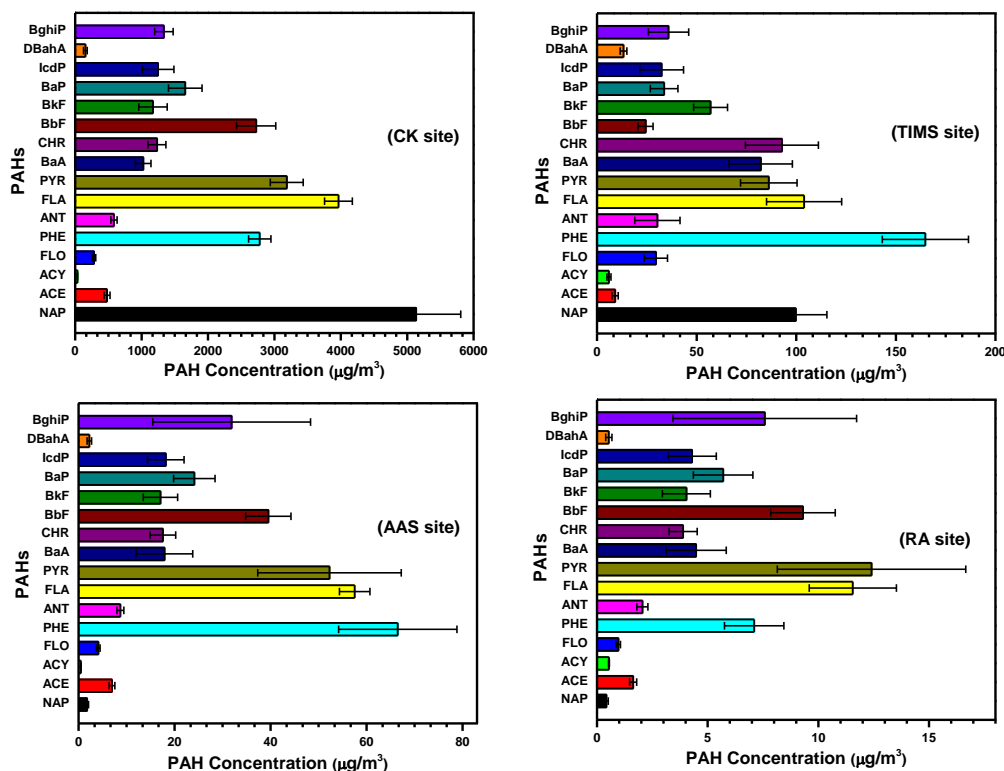 BghiP
DBahA
IcdP
BaP
BkF
BbF
CHR
BaA
PYR
FLA
ANT
PHE
FLO
ACY
ACE
NAP
PAHs
(CK site)
0 1000 2000 3000 4000 5000 6000
PAH Concentration (µg/m³)
BghiP
DBahA
IcdP
BaP
BkF
BbF
CHR
BaA
PYR
FLA
ANT
PHE
FLO
ACY
ACE
NAP
PAHs
(TIMS site)
0 50 100 150 200
PAH Concentration (µg/m³)
BghiP
DBahA
IcdP
BaP
BkF
BbF
CHR
BaA
PYR
FLA
ANT
PHE
FLO
ACY
ACE
NAP
PAHs
(AAS site)
0 20 40 60 80
PAH Concentration (µg/m³)
BghiP
DBahA
IcdP
BaP
BkF
BbF
CHR
BaA
PYR
FLA
ANT
PHE
FLO
ACY
ACE
NAP
PAHs
(RA site)
0 5 10 15
PAH Concentration (µg/m³)